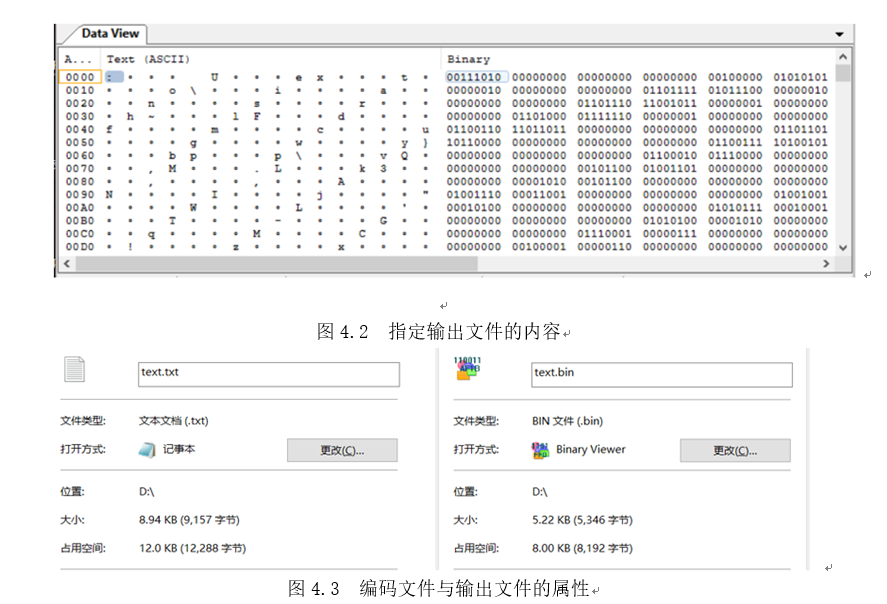 Data View
A... Text (ASCII) Binary
0000 : • • • U • • • e x • • • t • 00111010 00000000 00000000 00000000 00100000 01010101
0010 • • • o \ • • • i • • • • a • • 00000010 00000000 00000000 01101111 01011100 00000010
0020 • • n • • • • s • • • • r • • • 00000000 00000000 01101110 11001011 00000001 00000000
0030 • h ~ • • • l F • • • d • • • • 00000000 01101000 01111110 00000001 00000000 00000000
0040 f • • • • m • • • • c • • • • u 01100110 11011011 00000000 00000000 00000000 01101101
0050 • • • • g • • • • w • • • • y } 10110000 00000000 00000000 00000000 01100111 10100101
0060 • • • b p • • • p \ • • • v Q • 00000000 00000000 00000000 01100010 01110000 00000000
0070 • • , M • • • . L • • • k 3 • • 00000000 00000000 00101100 01001101 00000000 00000000
0080 • • , • • • • , • • • A • • • • 00000000 00001010 00101100 00000000 00000000 00000000
0090 N • • • • I • • • • j • • • • " 01001110 00011001 00000000 00000000 00000000 01001001
00A0 • • • • W • • • • L • • • • ' • 00010100 00000000 00000000 00000000 01010111 00010001
00B0 • • • T • • • • - • • • • G • • 00000000 00000000 00000000 01010100 00001010 00000000
00C0 • • q • • • • M • • • • C • • • 00000000 00000000 01110001 00000111 00000000 00000000
00D0 • ! • • • • z • • • • x • • • • 00000000 00100001 00000110 00000000 00000000 00000000
图 4.2 指定输出文件的内容
text.txt
文件类型: 文本文档 (.txt)
打开方式: 记事本 更改(C)...
位置: D:\
大小: 8.94 KB (9,157 字节)
占用空间: 12.0 KB (12,288 字节)
text.bin
文件类型: BIN 文件 (.bin)
打开方式: Binary Viewer 更改(C)...
位置: D:\
大小: 5.22 KB (5,346 字节)
占用空间: 8.00 KB (8,192 字节)
图 4.3 编码文件与输出文件的属性